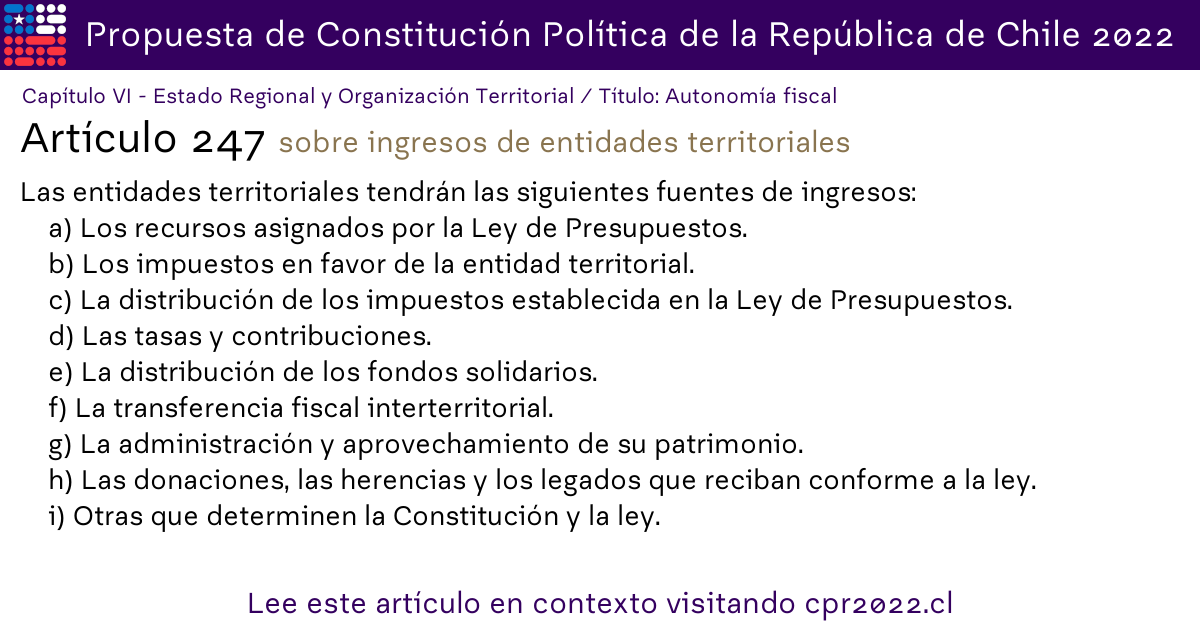 Propuesta de Constitución Política de la República de Chile 2022
Capítulo VI - Estado Regional y Organización Territorial / Título: Autonomía fiscal
Artículo 247 sobre ingresos de entidades territoriales
Las entidades territoriales tendrán las siguientes fuentes de ingresos:
a) Los recursos asignados por la Ley de Presupuestos.
b) Los impuestos en favor de la entidad territorial.
c) La distribución de los impuestos establecida en la Ley de Presupuestos.
d) Las tasas y contribuciones.
e) La distribución de los fondos solidarios.
f) La transferencia fiscal interterritorial.
g) La administración y aprovechamiento de su patrimonio.
h) Las donaciones, las herencias y los legados que reciban conforme a la ley.
i) Otras que determinen la Constitución y la ley.
Lee este artículo en contexto visitando cpr2022.cl